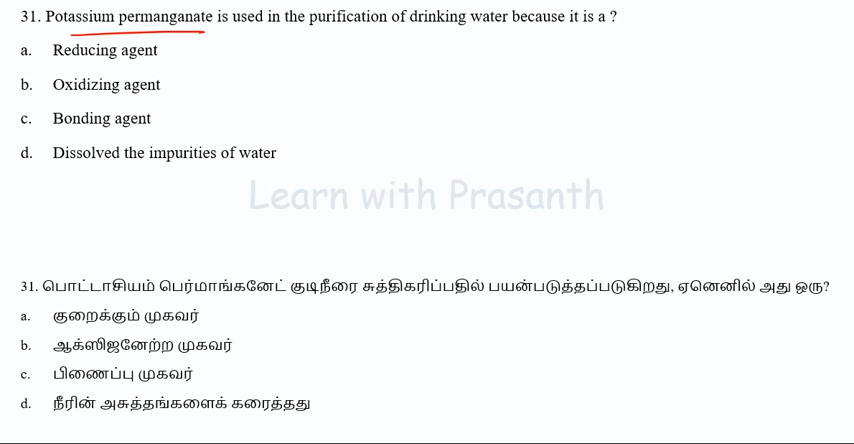 31. Potassium permanganate is used in the purification of drinking water because it is a ?
a. Reducing agent
b. Oxidizing agent
c. Bonding agent
d. Dissolved the impurities of water
Learn with Prasanth
31. பொட்டாசியம் பெர்மாங்கனேட் குடிநீரை சுத்திகரிப்பதில் பயன்படுத்தப்படுகிறது, ஏனெனில் அது ஒரு?
a. குறைக்கும் முகவர்
b. ஆக்ஸிஜனேற்ற முகவர்
c. பிணைப்பு முகவர்
d. நீரின் அசுத்தங்களைக் கரைத்தது